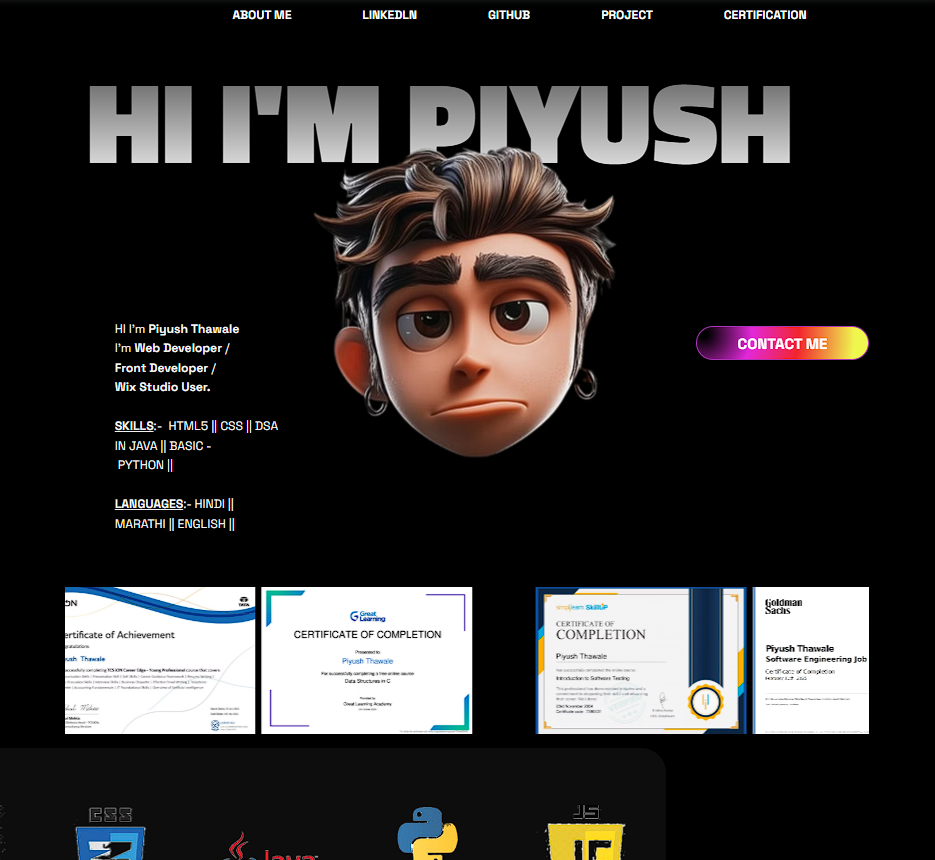 ABOUT ME
LINKEDLN
GITHUB
PROJECT
CERTIFICATION
HI I'M PIYUSH
HI I'm Piyush Thawale
I'm Web Developer /
Front Developer /
Wix Studio User.
CONTACT ME
SKILLS:- HTML5 || CSS || DSA
IN JAVA || BASIC -
PYTHON ||
LANGUAGES:- HINDI ||
MARATHI || ENGLISH ||
ertificate of Achievement
Thawale
TATA
Great
Learning
CERTIFICATE OF COMPLETION
Presented to
Piyush Thawale
For successfully completing a free online course
Data Structures in C
Provided by
Great Learning Academy
simplilearn SkillUP
CERTIFICATE OF
COMPLETION
Piyush Thawale
Introduction to Software Testing
Goldman
Sachs
Piyush Thawale
Software Engineering Job
Certificate of Completion
CSS
Java
JS